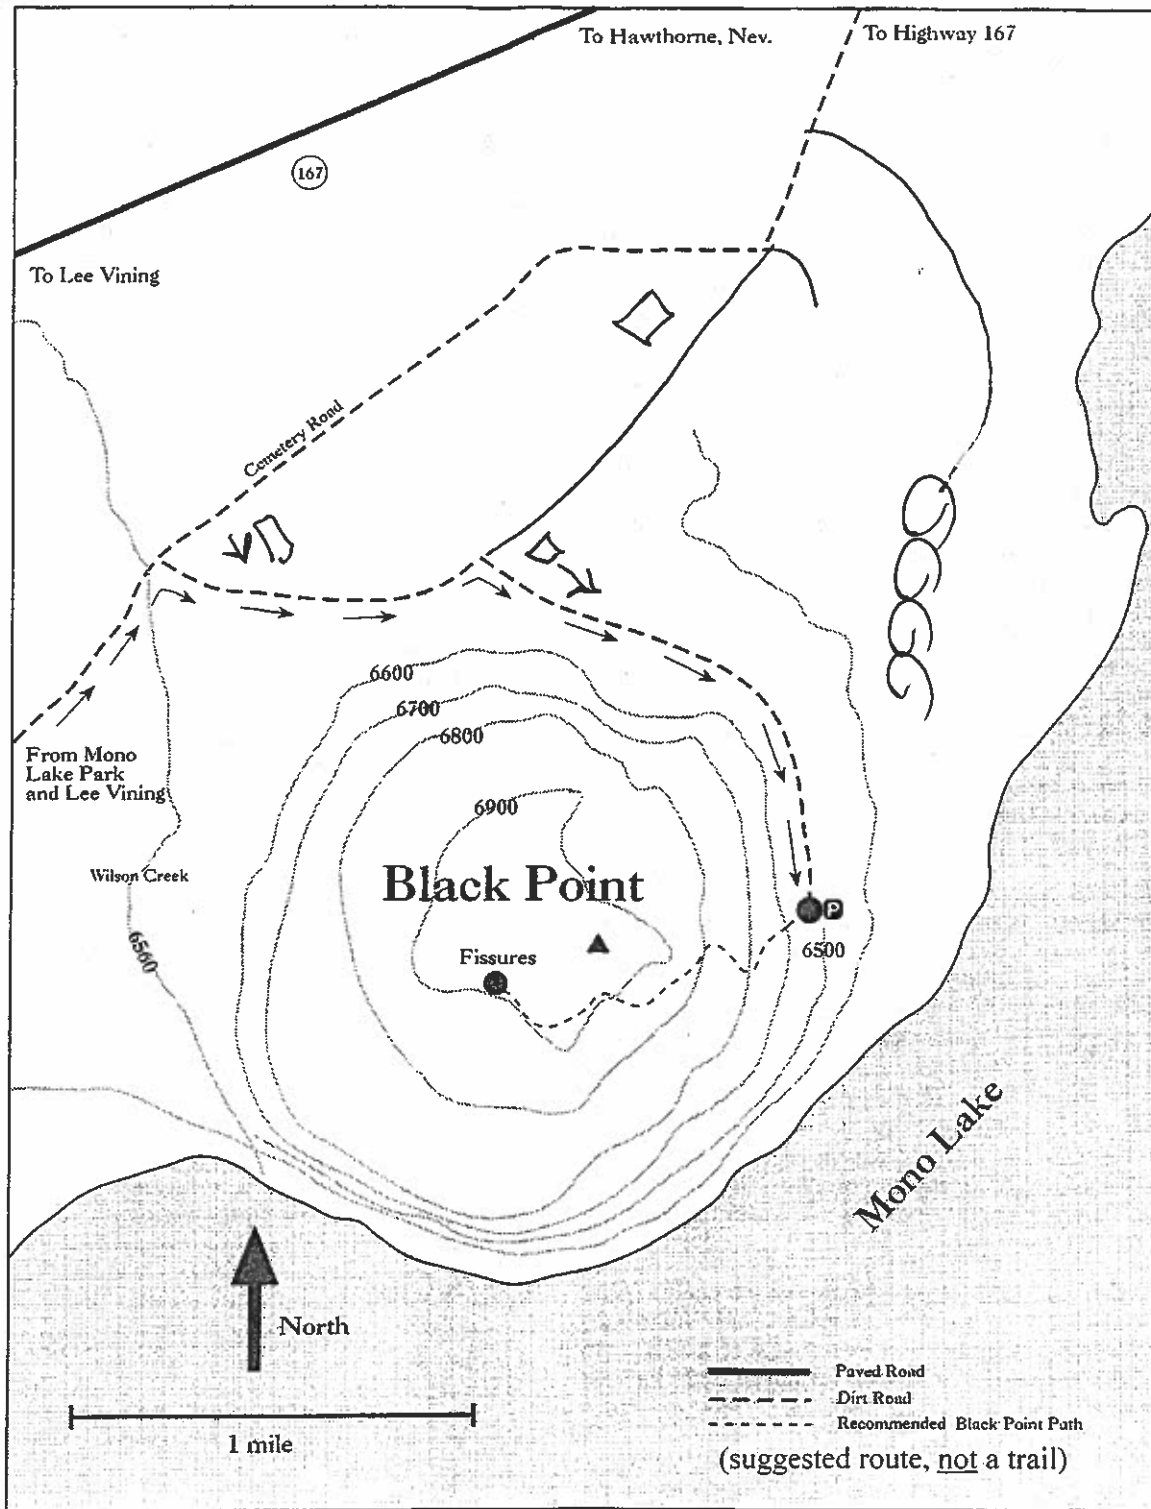 To Hawthorne, Nev.
To Highway 167
167
To Lee Vining
Cemetery Road
6600
6700
6800
From Mono
Lake Park
and Lee Vining
6900
Black Point
Wilson Creek
P
6500
Fissures
6560
Mono Lake
North
Paved Road
Dirt Road
Recommended Black Point Path
1 mile
(suggested route, not a trail)